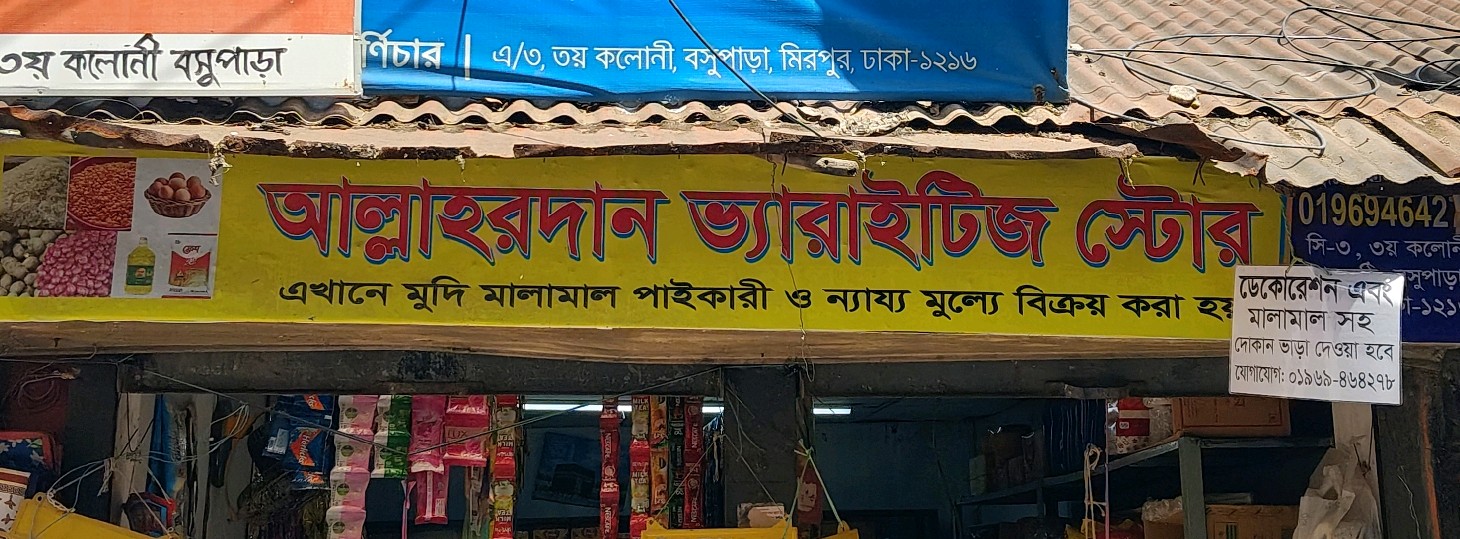 ৩য় কলোনী বসুপাড়া
র্ণিচার | এ/৩, ৩য় কলোনী, বসুপাড়া, মিরপুর, ঢাকা-১২১৬
আল্লাহরদান ভ্যারাইটিজ স্টোর
এখানে মুদি মালামাল পাইকারী ও ন্যায্য মুল্যে বিক্রয় করা হয়
0196946427
সি-৩, ৩য় কলোনী
ডেকোরেশন এবং
মালামাল সহ
দোকান ভাড়া দেওয়া হবে
যোগাযোগ: ০১৯৬৯-৪৬৪২৭৮